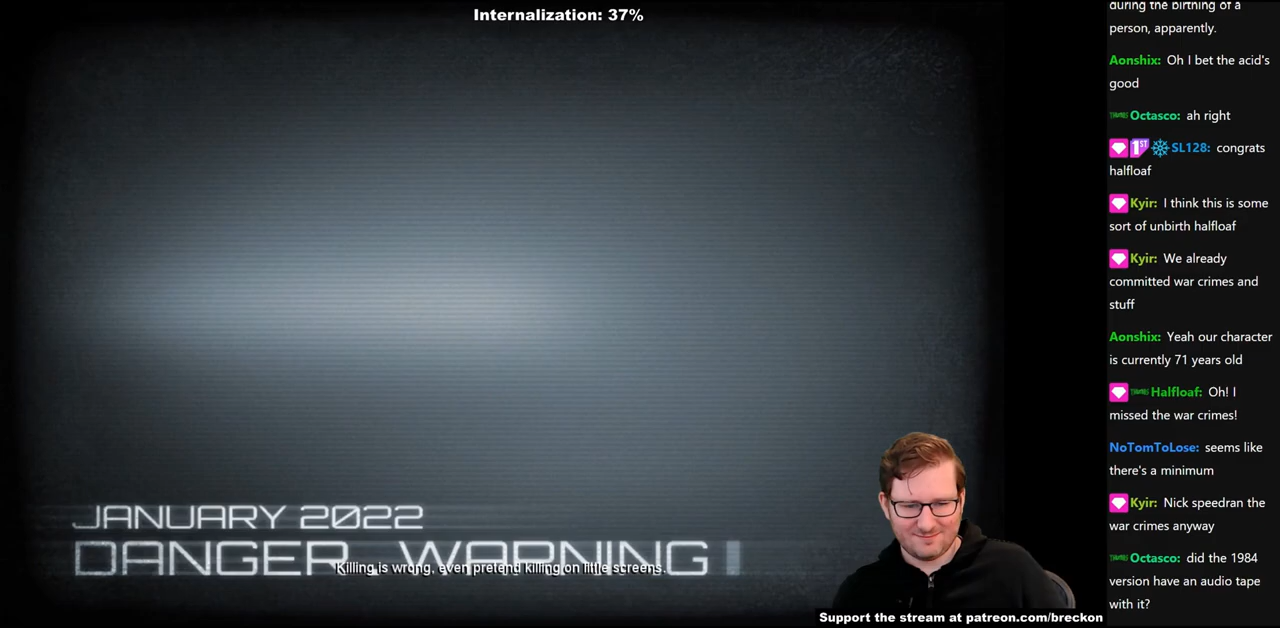 Internalization: 37%
JANUARY 2022
DANGER, WARNING
Killing is wrong, even pretend killing on little screens.
Support the stream at patreon.com/breckon
during the birthing of a
person, apparently.
Aonshix: Oh I bet the acid's
good
Octasco: ah right
1ST SL128: congrats
halfloaf
Kyir: I think this is some
sort of unbirth halfloaf
Kyir: We already
committed war crimes and
stuff
Aonshix: Yeah our character
is currently 71 years old
Halfloaf: Oh! I
missed the war crimes!
NoTomToLose: seems like
there's a minimum
Kyir: Nick speedran the
war crimes anyway
Octasco: did the 1984
version have an audio tape
with it?